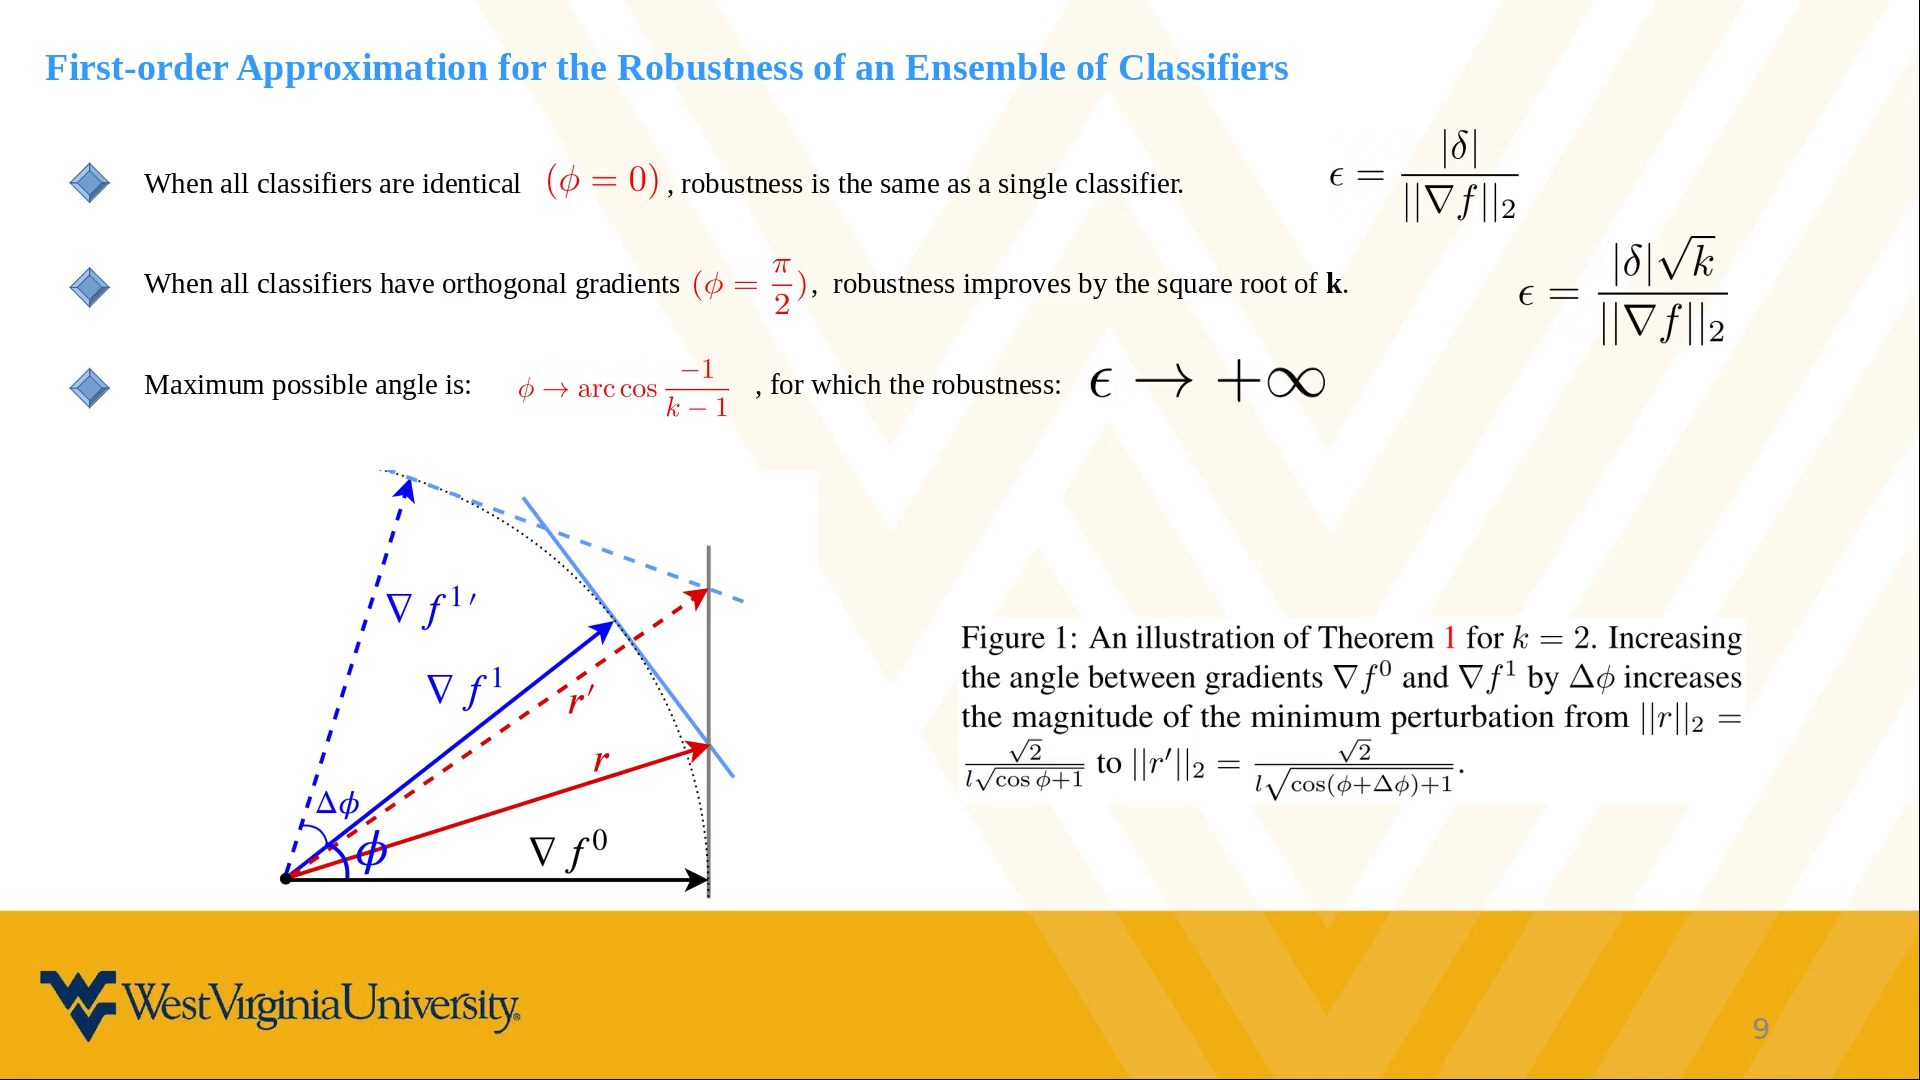 First-order Approximation for the Robustness of an Ensemble of Classifiers
When all classifiers are identical (ϕ = 0) , robustness is the same as a single classifier. ϵ = |δ| / ||∇f||₂
When all classifiers have orthogonal gradients (ϕ = π/2), robustness improves by the square root of k. ϵ = |δ|√k / ||∇f||₂
Maximum possible angle is: ϕ → arccos −1/(k − 1) , for which the robustness: ϵ → +∞
∇ f¹′
∇ f¹
r′
r
Δϕ
ϕ
∇ f⁰
Figure 1: An illustration of Theorem 1 for k = 2. Increasing
the angle between gradients ∇f⁰ and ∇f¹ by Δϕ increases
the magnitude of the minimum perturbation from ||r||₂ =
√2 / (l√(cos ϕ+1)) to ||r′||₂ = √2 / (l√(cos(ϕ+Δϕ)+1)).
WestVirginiaUniversity®
9